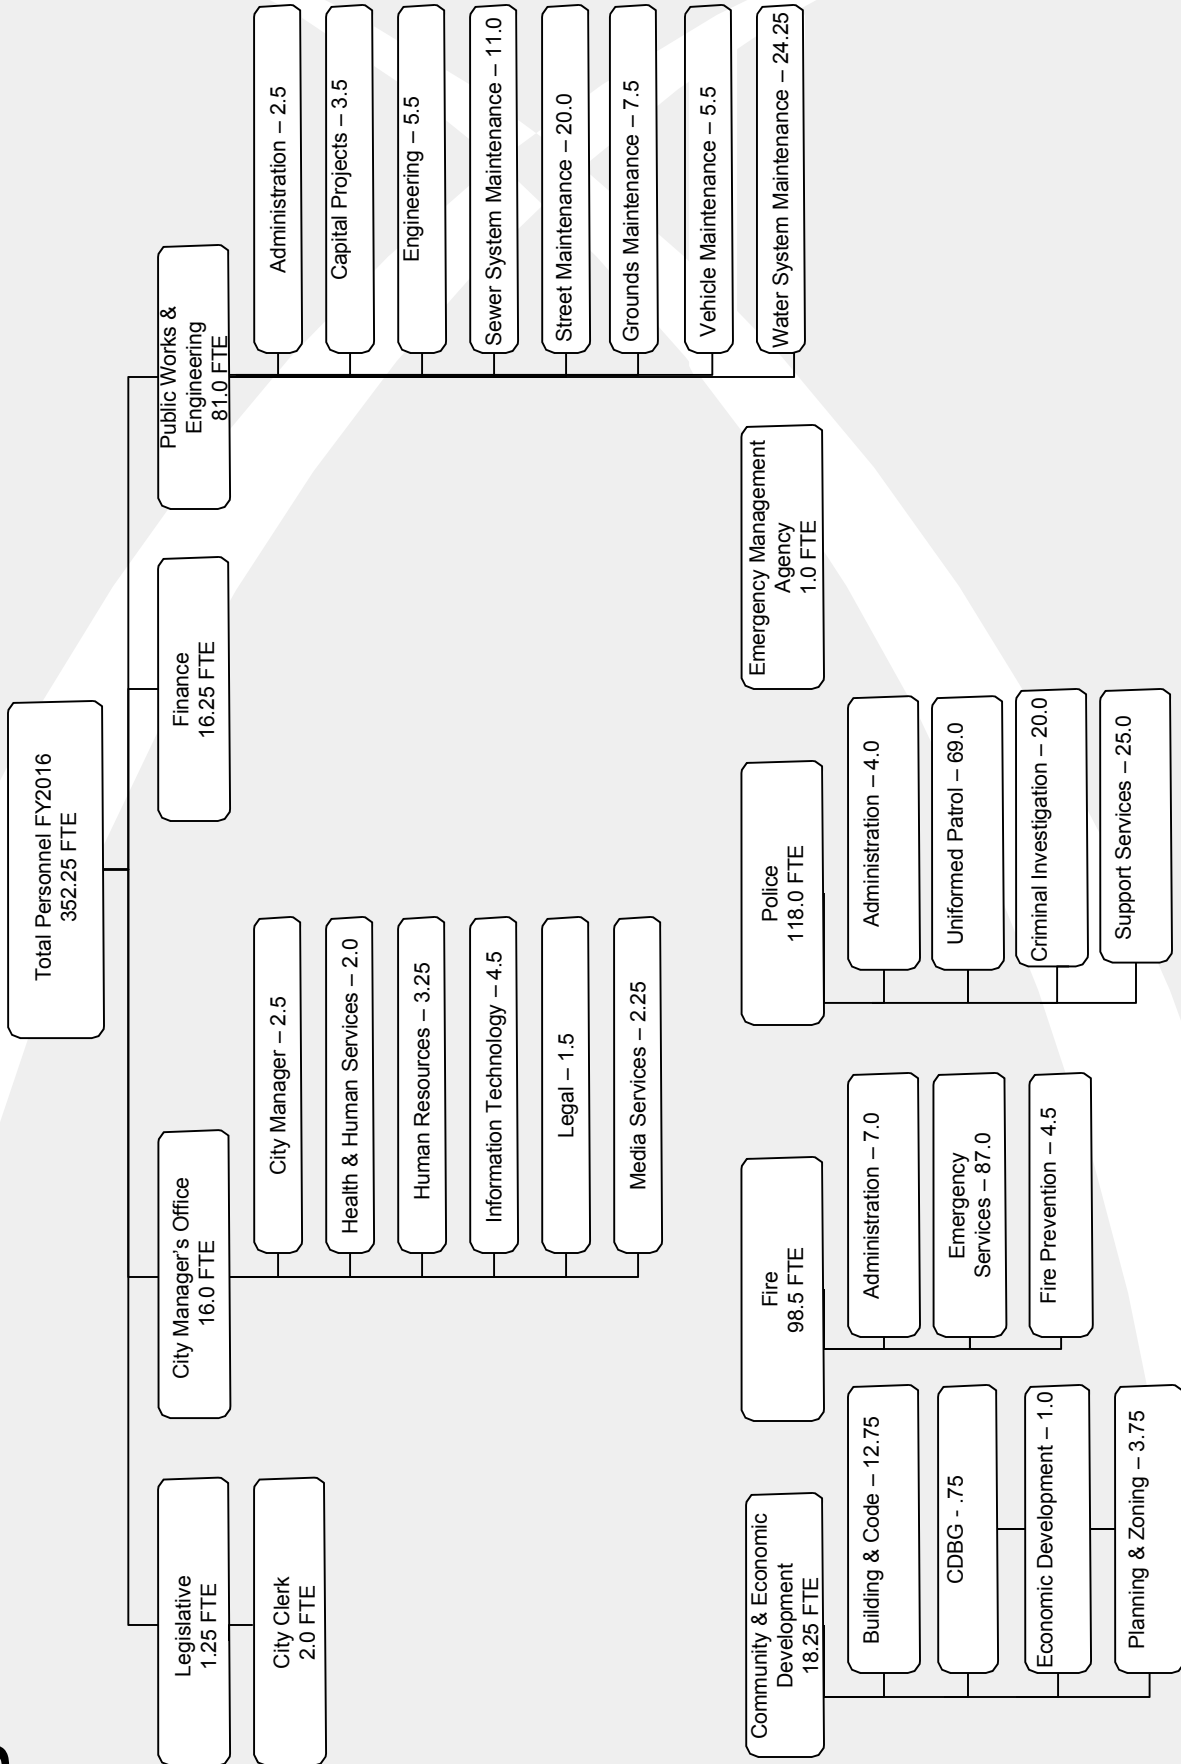 Total Personnel FY2016
352.25 FTE
Legislative
1.25 FTE
City Clerk
2.0 FTE
City Manager's Office
16.0 FTE
City Manager – 2.5
Health & Human Services – 2.0
Human Resources – 3.25
Information Technology – 4.5
Legal – 1.5
Media Services – 2.25
Finance
16.25 FTE
Public Works &
Engineering
81.0 FTE
Administration – 2.5
Capital Projects – 3.5
Engineering – 5.5
Sewer System Maintenance – 11.0
Street Maintenance – 20.0
Grounds Maintenance – 7.5
Vehicle Maintenance – 5.5
Water System Maintenance – 24.25
Community & Economic
Development
18.25 FTE
Building & Code – 12.75
CDBG - .75
Economic Development – 1.0
Planning & Zoning – 3.75
Fire
98.5 FTE
Administration – 7.0
Emergency
Services – 87.0
Fire Prevention – 4.5
Police
118.0 FTE
Administration – 4.0
Uniformed Patrol – 69.0
Criminal Investigation – 20.0
Support Services – 25.0
Emergency Management
Agency
1.0 FTE